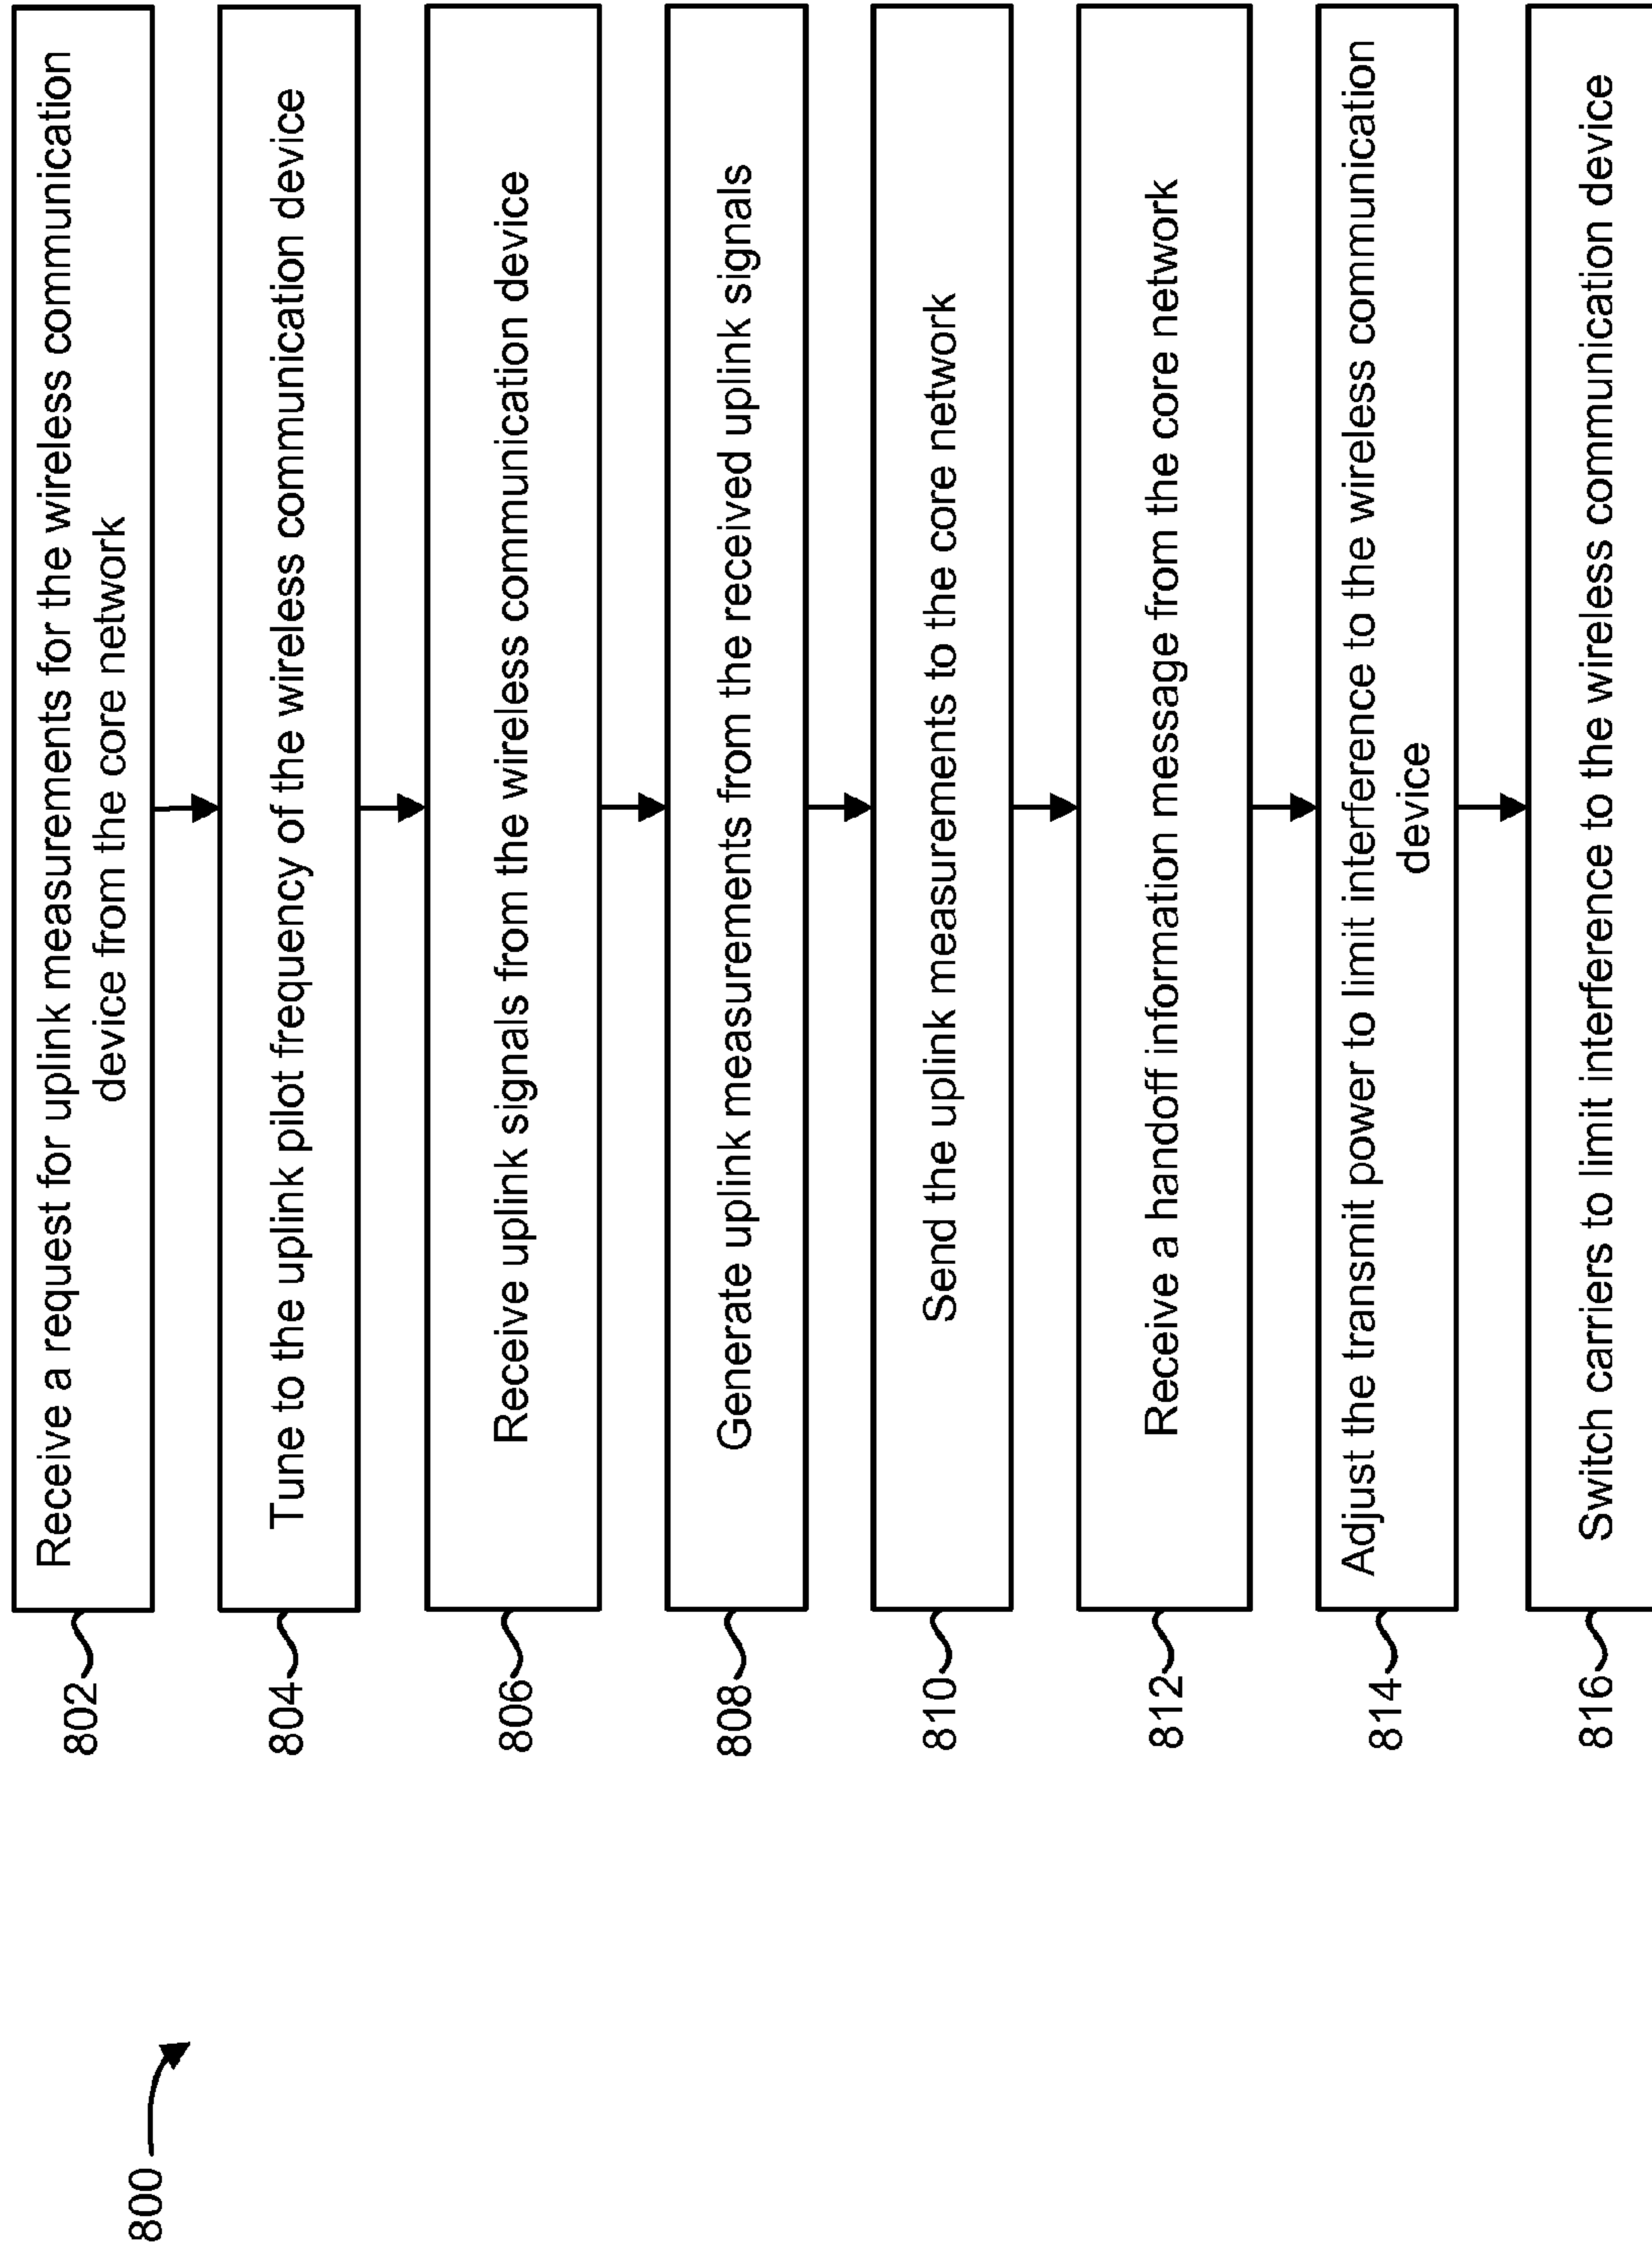 800
802
Receive a request for uplink measurements for the wireless communication
device from the core network
804
Tune to the uplink pilot frequency of the wireless communication device
806
Receive uplink signals from the wireless communication device
808
Generate uplink measurements from the received uplink signals
810
Send the uplink measurements to the core network
812
Receive a handoff information message from the core network
814
Adjust the transmit power to limit interference to the wireless communication
device
816
Switch carriers to limit interference to the wireless communication device